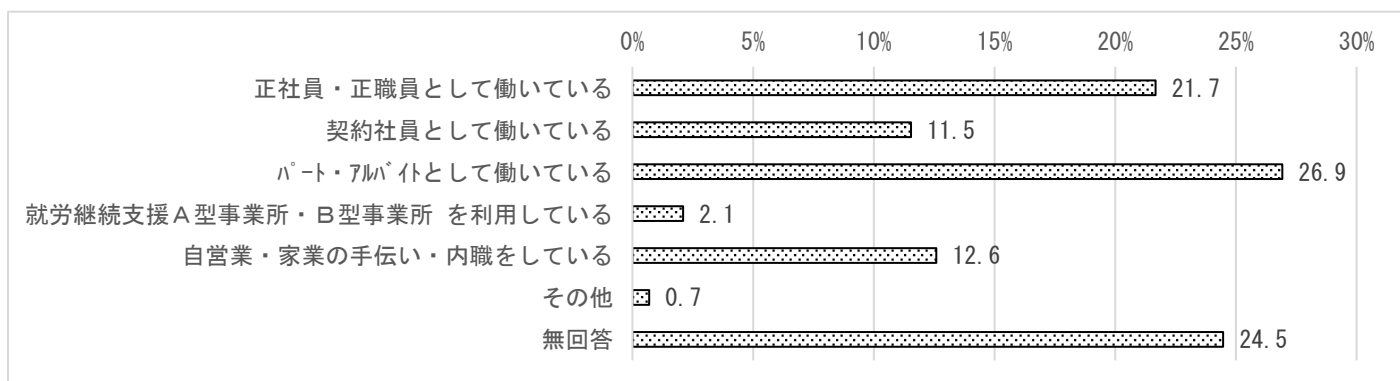 0% 5% 10% 15% 20% 25% 30%
正社員・正職員として働いている 21.7
契約社員として働いている 11.5
ﾊﾟｰﾄ・ｱﾙﾊﾞｲﾄとして働いている 26.9
就労継続支援Ａ型事業所・Ｂ型事業所 を利用している 2.1
自営業・家業の手伝い・内職をしている 12.6
その他 0.7
無回答 24.5